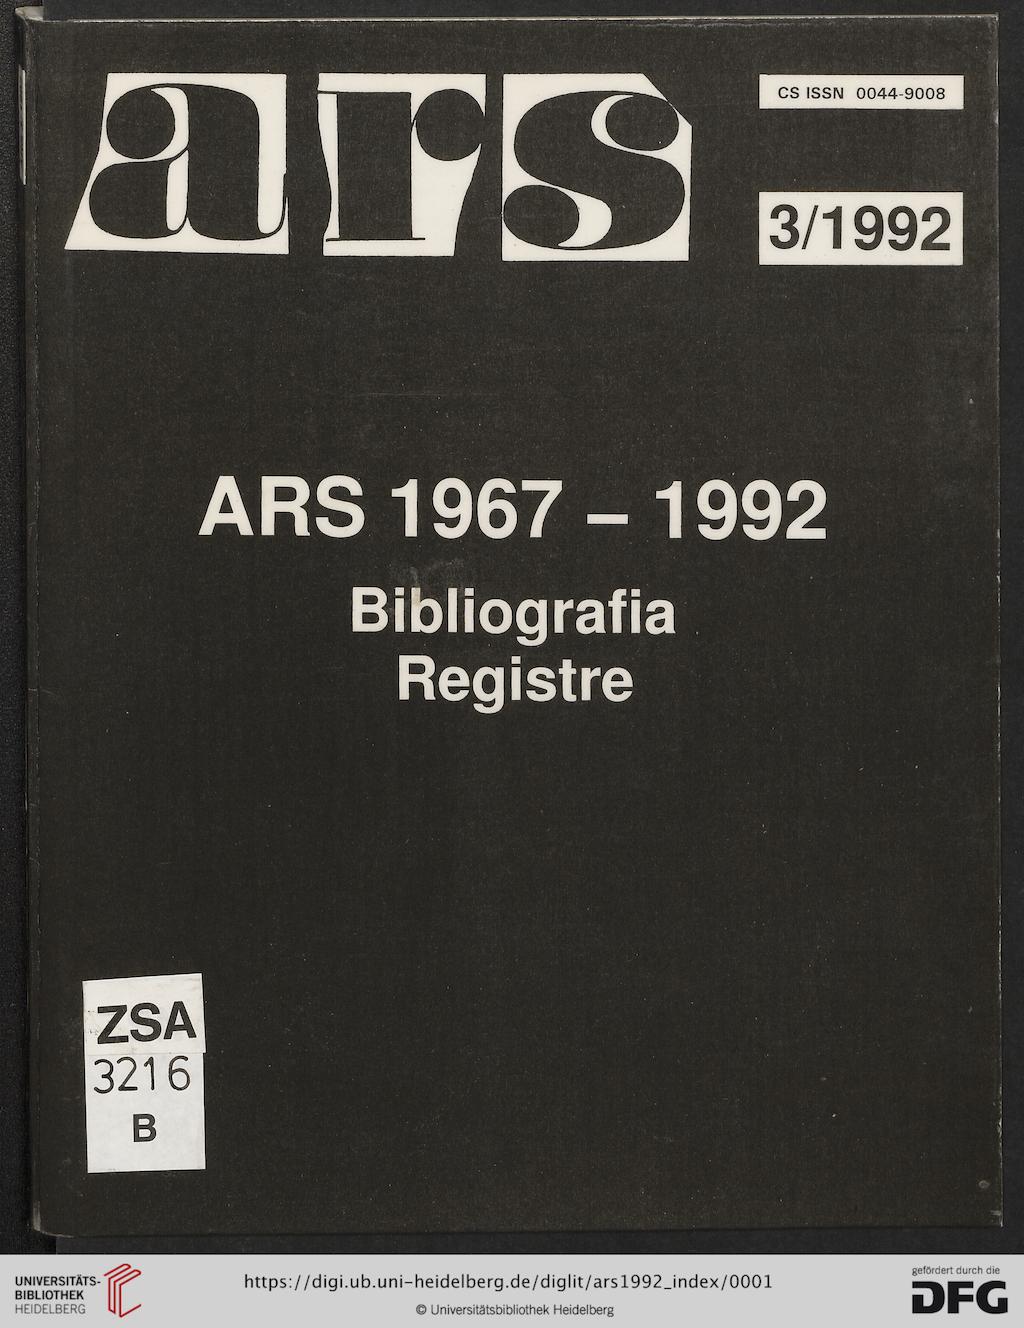 ars
CS ISSN 0044-9008
3/1992
ARS 1967 – 1992
Bibliografia
Registre
ZSA
3216
B
UNIVERSITÄTS-
BIBLIOTHEK
HEIDELBERG
https://digi.ub.uni-heidelberg.de/diglit/ars1992_index/0001
© Universitätsbibliothek Heidelberg
gefördert durch die
DFG